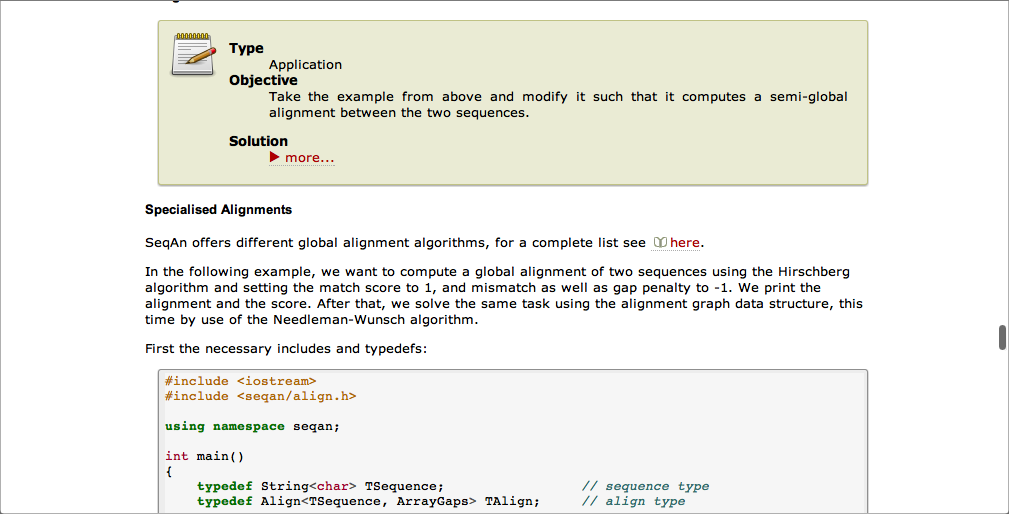 Type
Application
Objective
Take the example from above and modify it such that it computes a semi-global
alignment between the two sequences.
Solution
more...
Specialised Alignments
SeqAn offers different global alignment algorithms, for a complete list see here.
In the following example, we want to compute a global alignment of two sequences using the Hirschberg
algorithm and setting the match score to 1, and mismatch as well as gap penalty to -1. We print the
alignment and the score. After that, we solve the same task using the alignment graph data structure, this
time by use of the Needleman-Wunsch algorithm.
First the necessary includes and typedefs:
#include <iostream>
#include <seqan/align.h>
using namespace seqan;
int main()
{
    typedef String<char> TSequence;                 // sequence type
    typedef Align<TSequence, ArrayGaps> TAlign;     // align type